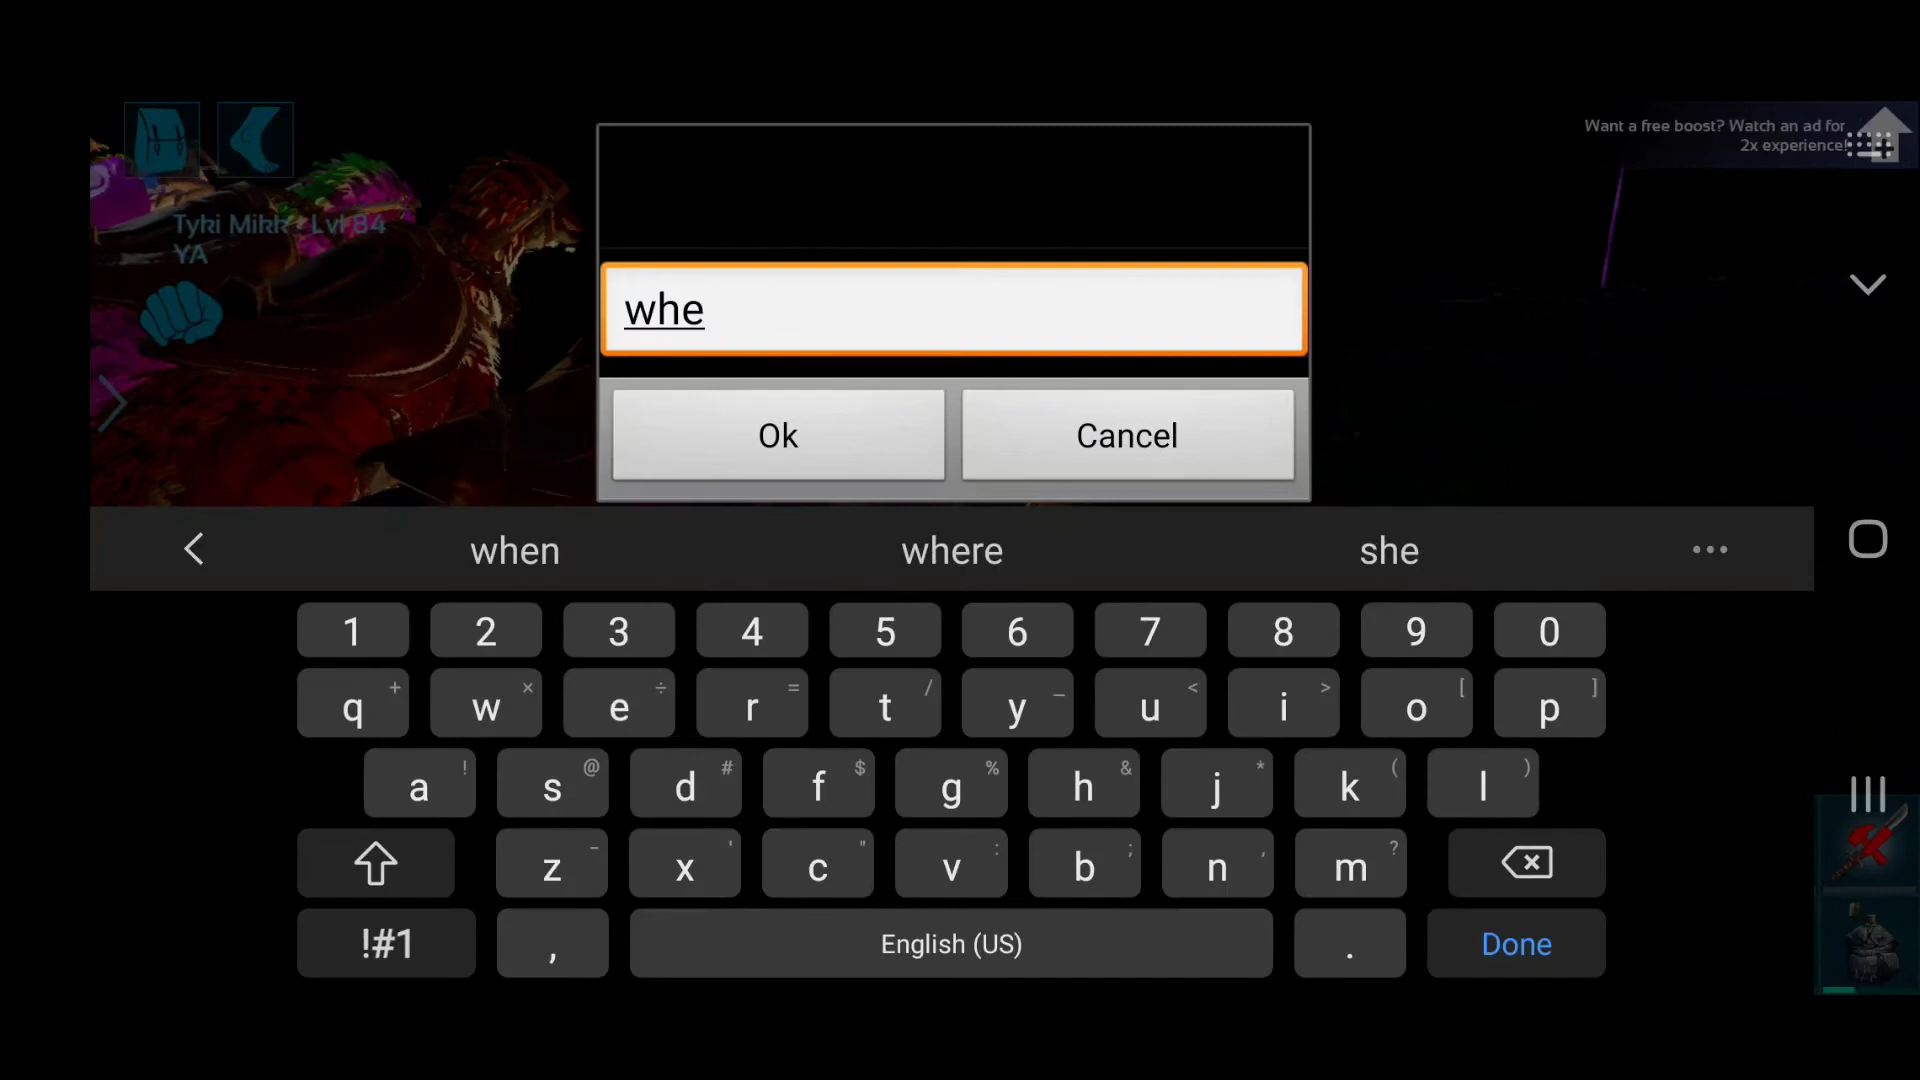 Want a free boost? Watch an ad for
2x experience!
Tyki Mikk - Lvl 84
YA
whe
Ok Cancel
when where she
1 2 3 4 5 6 7 8 9 0
+ × ÷ = / _ < > [ ]
q w e r t y u i o p
! @ # $ % & * ( )
a s d f g h j k l
- ' " : ; , ?
z x c v b n m
!#1 , English (US) . Done